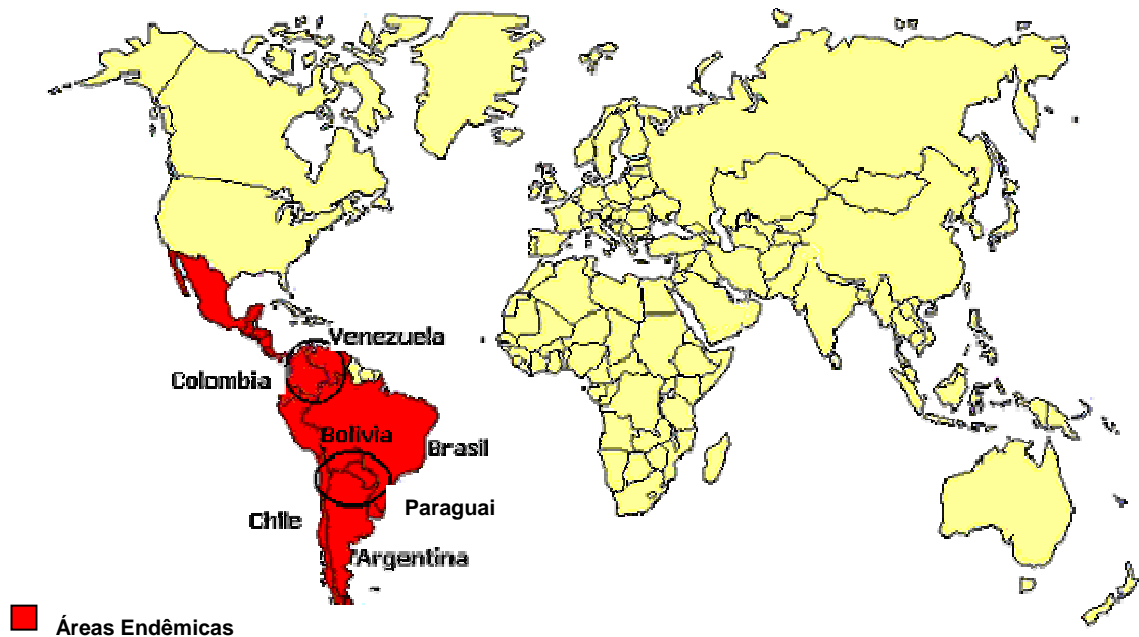 Venezuela
Colombia
Bolivia
Brasil
Paraguai
Chile
Argentina
Áreas Endêmicas